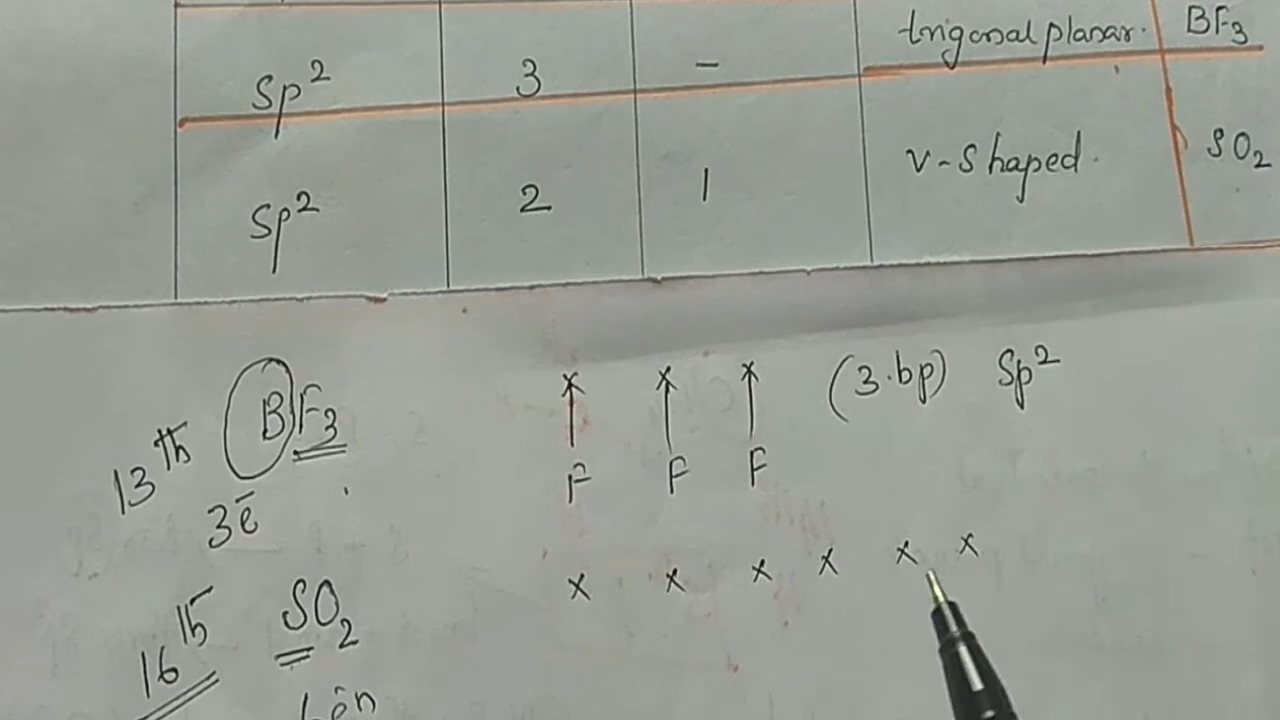 Sp² 3 - trigonal planar. BF₃
Sp² 2 1 v-shaped. SO₂
13th BF₃ x x x (3.bp) Sp²
3ē F F F
16th SO₂ x x x x x x